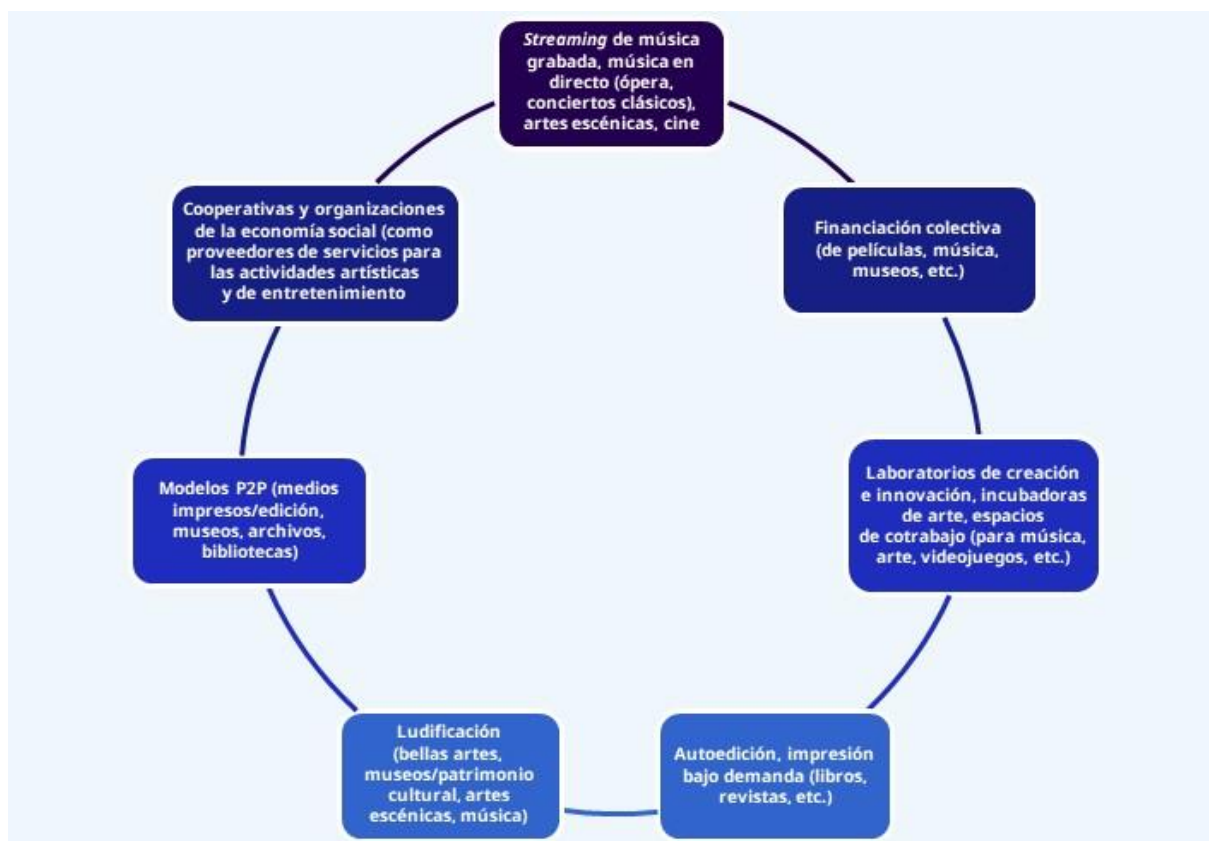 Streaming de música
grabada, música en
directo (ópera,
conciertos clásicos),
artes escénicas, cine
Financiación colectiva
(de películas, música,
museos, etc.)
Laboratorios de creación
e innovación, incubadoras
de arte, espacios
de cotrabajo (para música,
arte, videojuegos, etc.)
Autoedición, impresión
bajo demanda (libros,
revistas, etc.)
Ludificación
(bellas artes,
museos/patrimonio
cultural, artes
escénicas, música)
Modelos P2P (medios
impresos/edición,
museos, archivos,
bibliotecas)
Cooperativas y organizaciones
de la economía social (como
proveedores de servicios para
las actividades artísticas
y de entretenimiento